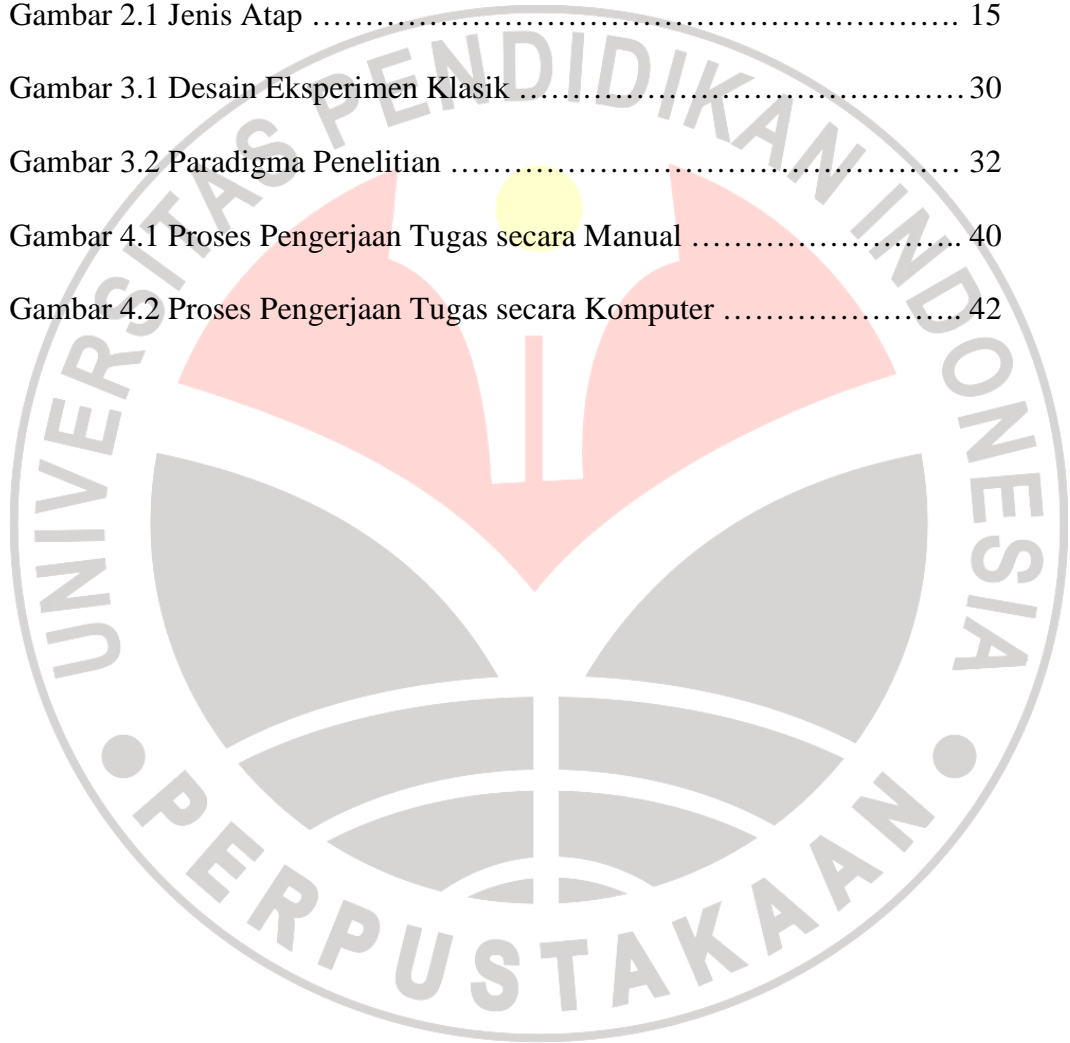 Gambar 2.1 Jenis Atap ……………………………………………………. 15
Gambar 3.1 Desain Eksperimen Klasik …………………………………… 30
Gambar 3.2 Paradigma Penelitian ………………………………………… 32
Gambar 4.1 Proses Pengerjaan Tugas secara Manual …………………….. 40
Gambar 4.2 Proses Pengerjaan Tugas secara Komputer ………………….. 42
UNIVERSITAS PENDIDIKAN INDONESIA
PERPUSTAKAAN